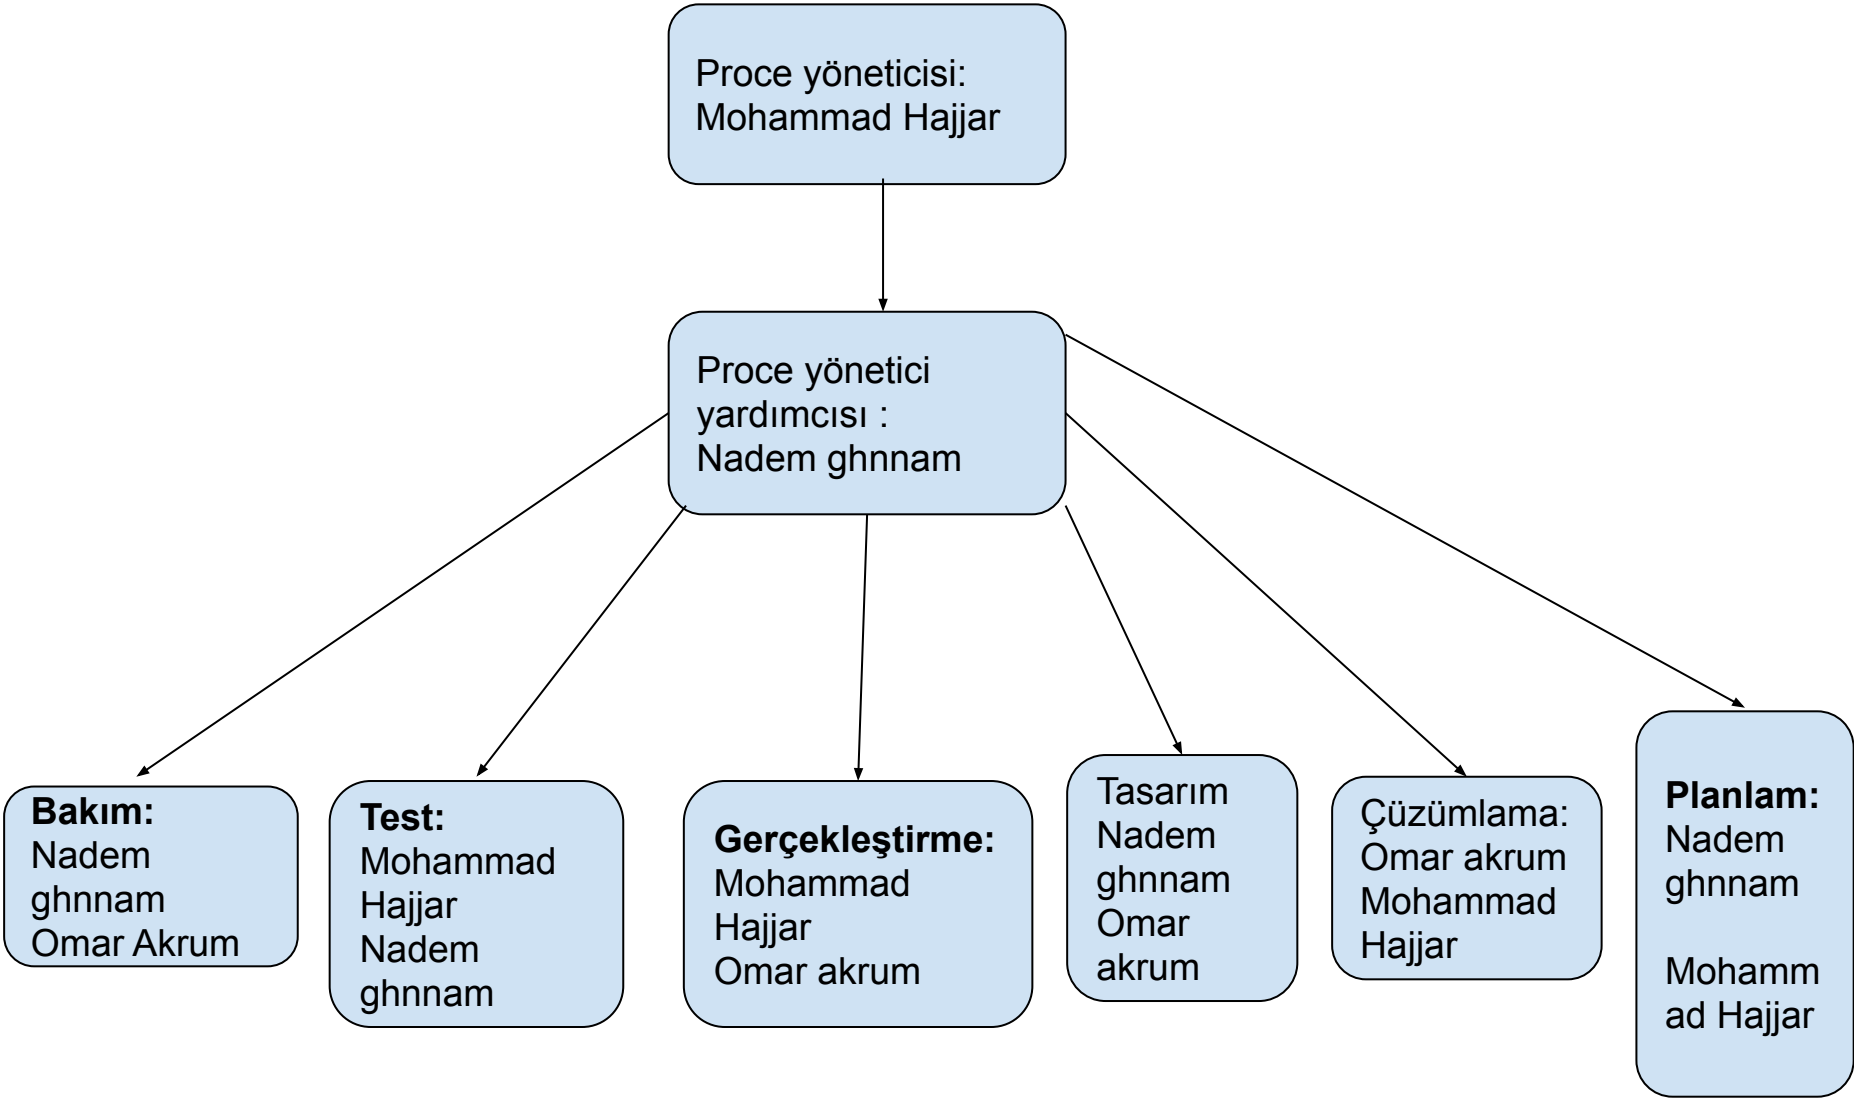 Proce yöneticisi:
Mohammad Hajjar
Proce yönetici
yardımcısı :
Nadem ghnnam
Bakım:
Nadem
ghnnam
Omar Akrum
Test:
Mohammad
Hajjar
Nadem
ghnnam
Gerçekleştirme:
Mohammad
Hajjar
Omar akrum
Tasarım
Nadem
ghnnam
Omar
akrum
Çüzümlama:
Omar akrum
Mohammad
Hajjar
Planlam:
Nadem
ghnnam
Mohamm
ad Hajjar